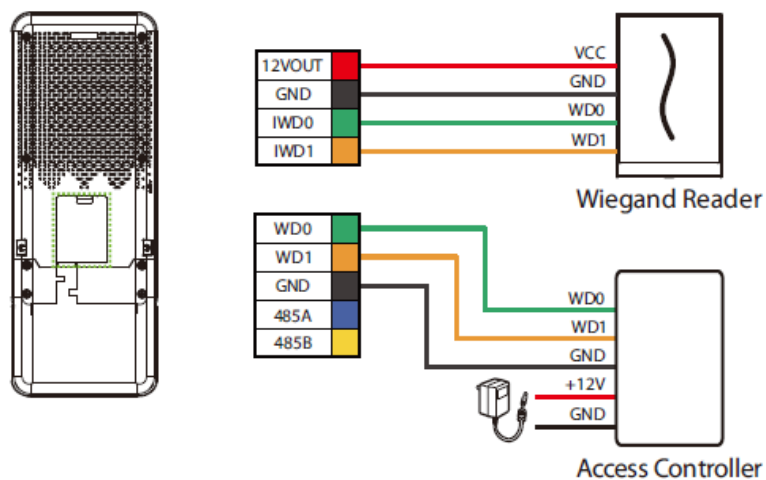 12VOUT
GND
IWD0
IWD1
VCC
GND
WD0
WD1
Wiegand Reader
WD0
WD1
GND
485A
485B
WD0
WD1
GND
+12V
GND
Access Controller